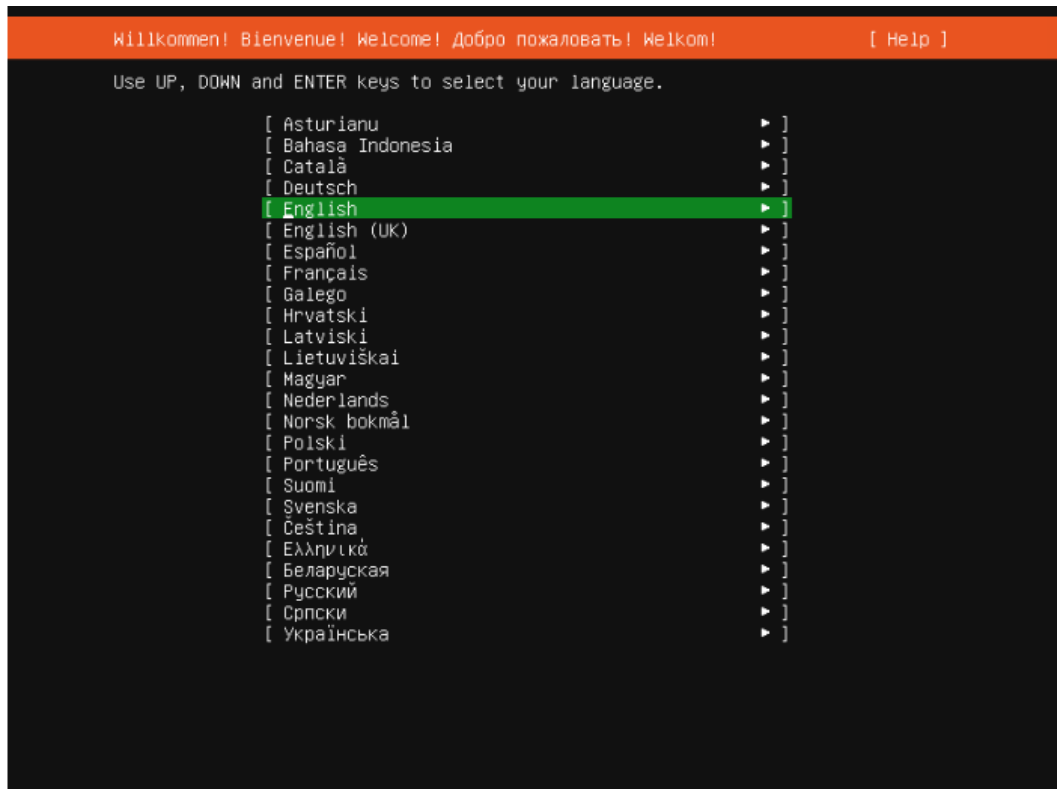 Willkommen! Bienvenue! Welcome! Добро пожаловать! Welkom! [ Help ]
Use UP, DOWN and ENTER keys to select your language.
[ Asturianu ► ]
[ Bahasa Indonesia ► ]
[ Català ► ]
[ Deutsch ► ]
[ English ► ]
[ English (UK) ► ]
[ Español ► ]
[ Français ► ]
[ Galego ► ]
[ Hrvatski ► ]
[ Latviski ► ]
[ Lietuviškai ► ]
[ Magyar ► ]
[ Nederlands ► ]
[ Norsk bokmål ► ]
[ Polski ► ]
[ Português ► ]
[ Suomi ► ]
[ Svenska ► ]
[ Čeština ► ]
[ Ελληνικά ► ]
[ Беларуская ► ]
[ Русский ► ]
[ Српски ► ]
[ Українська ► ]